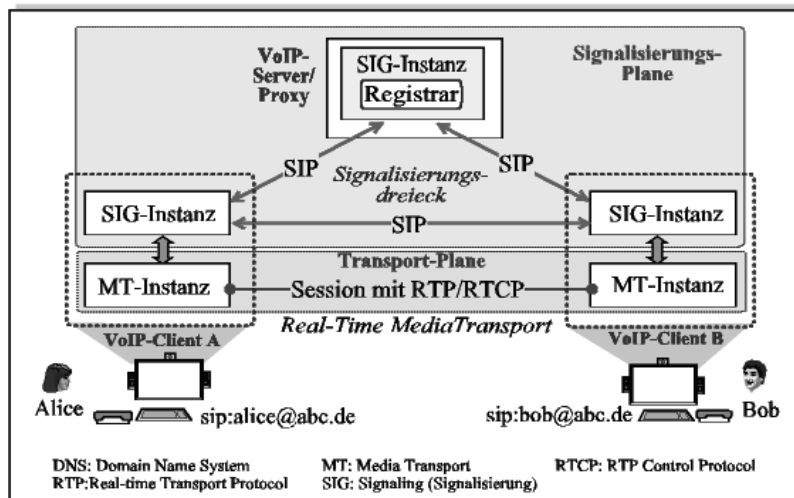 VoIP-
Server/
Proxy
SIG-Instanz
Registrar
Signalisierungs-
Plane
SIP
SIP
Signalisierungs-
dreieck
SIG-Instanz
SIP
SIG-Instanz
Transport-Plane
MT-Instanz
Session mit RTP/RTCP
MT-Instanz
Real-Time MediaTransport
VoIP-Client A
VoIP-Client B
Alice
sip:alice@abc.de
sip:bob@abc.de
Bob
DNS: Domain Name System
MT: Media Transport
RTCP: RTP Control Protocol
RTP:Real-time Transport Protocol
SIG: Signaling (Signalisierung)